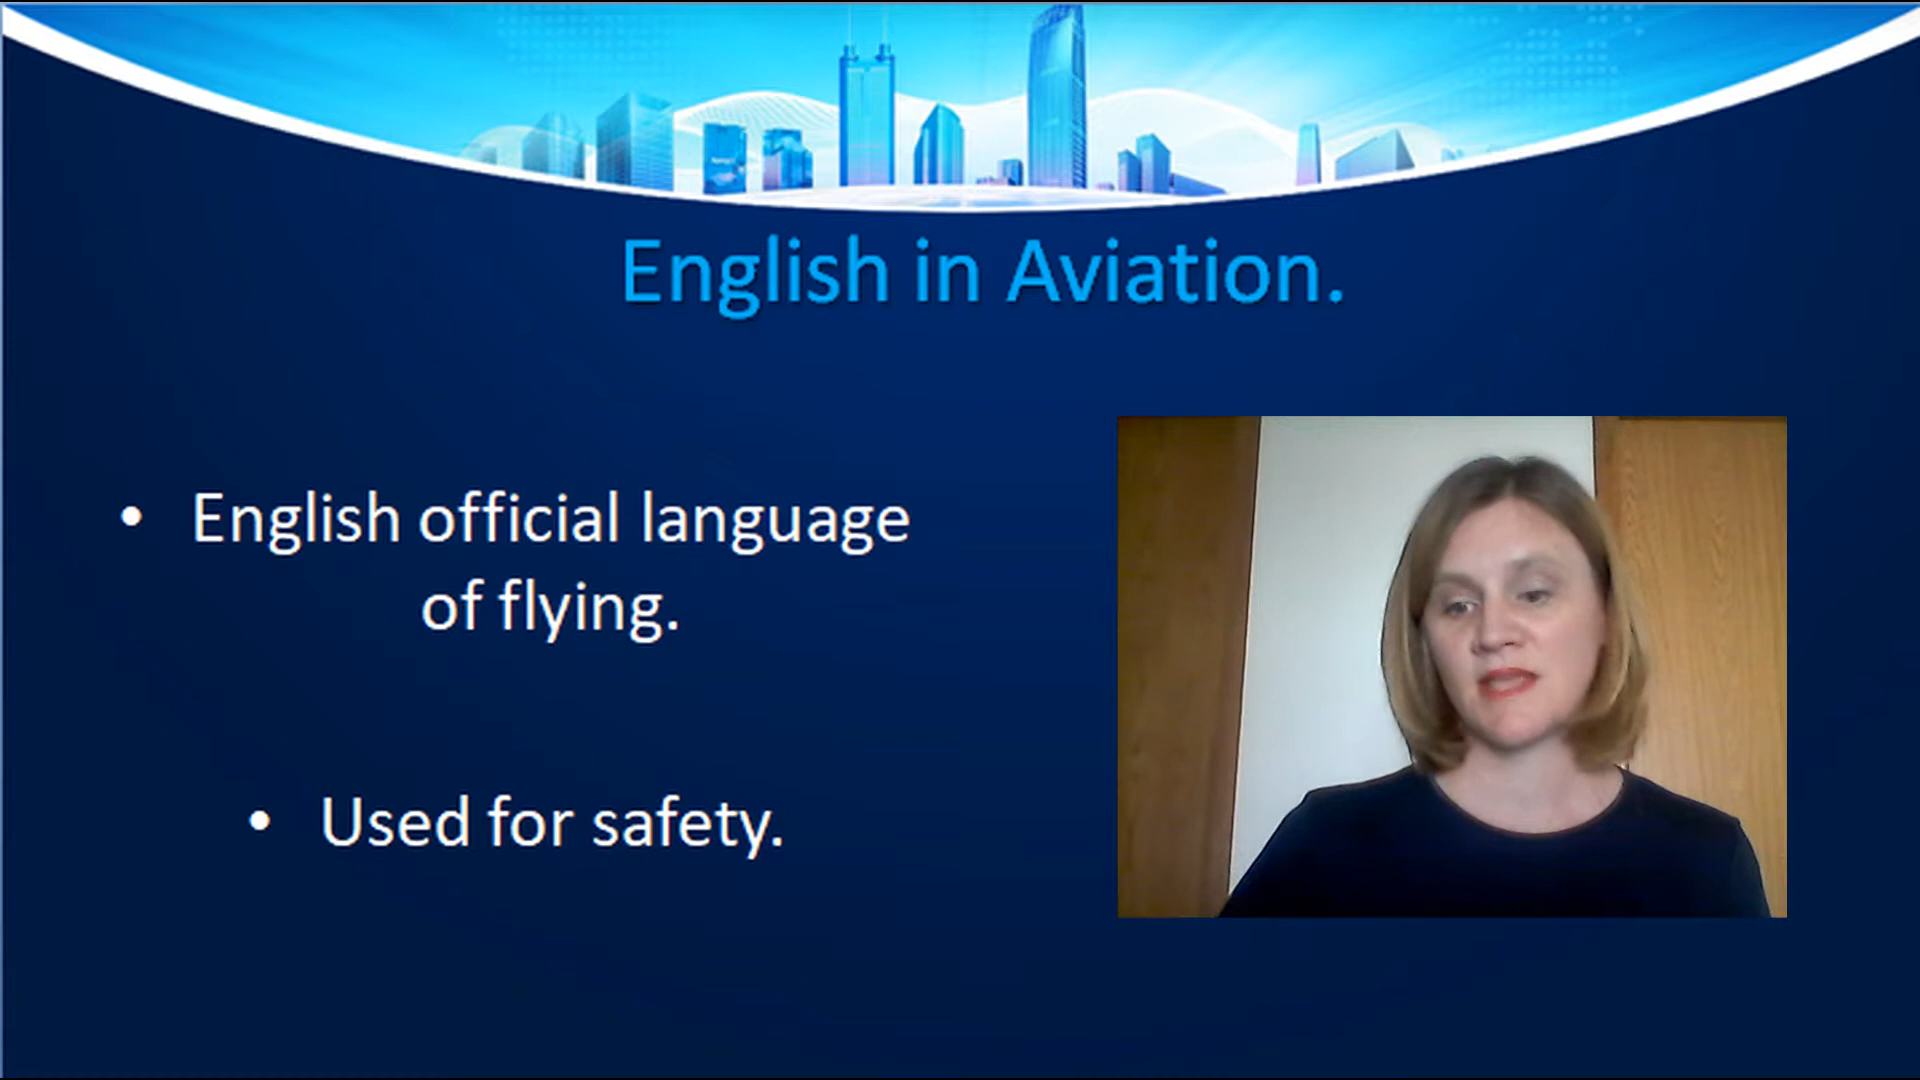 English in Aviation.
• English official language
of flying.
• Used for safety.